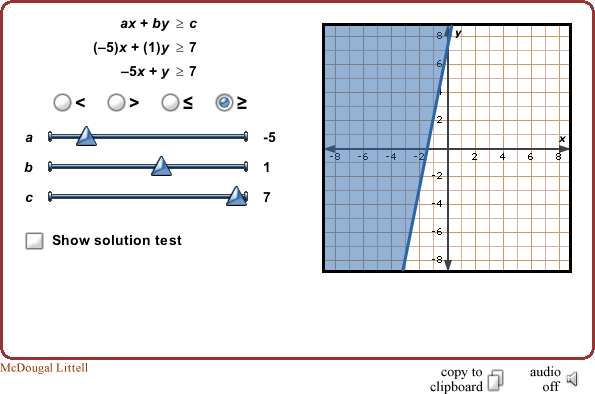 ax + by ≥ c
(–5)x + (1)y ≥ 7
–5x + y ≥ 7
< > ≤ ≥
a -5
b 1
c 7
Show solution test
y
8
6
4
2
x
-8 -6 -4 -2 2 4 6 8
-2
-4
-6
-8
McDougal Littell
copy to
clipboard
audio
off